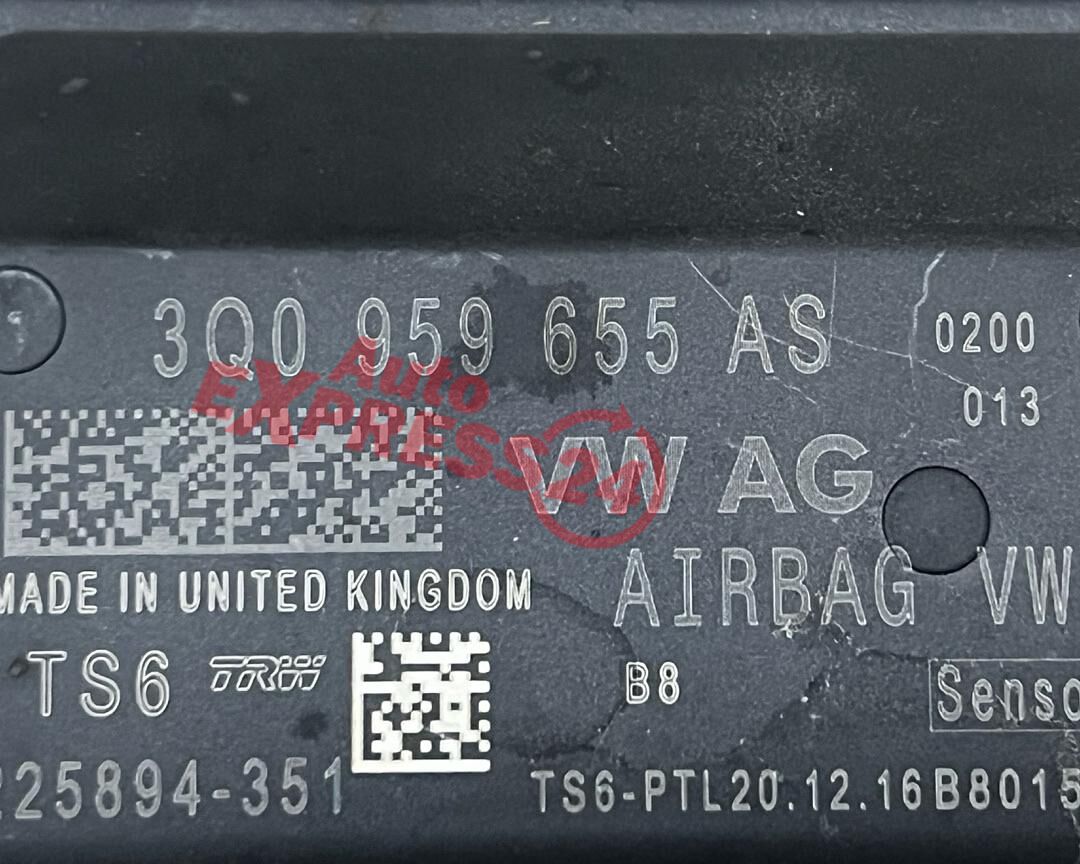 3Q0 959 655 AS 0200
013
Auto
EXPRESS24
VW AG
MADE IN UNITED KINGDOM
AIRBAG VW
TS6 TRW
B8
Senso
225894-351
TS6-PTL20.12.16B8015